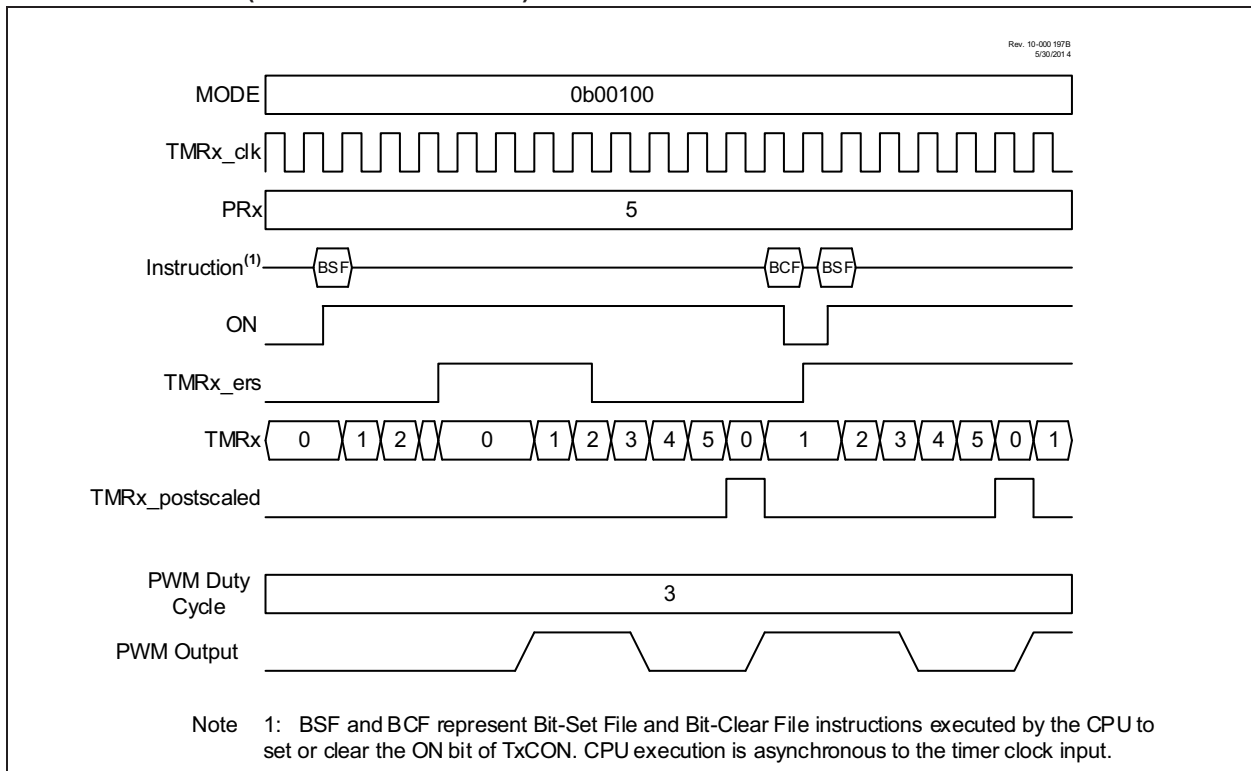 Rev. 10-000 197B
5/30/201 4
MODE 0b00100
TMRx_clk
PRx 5
Instruction(1) BSF BCF BSF
ON
TMRx_ers
TMRx 0 1 2 0 1 2 3 4 5 0 1 2 3 4 5 0 1
TMRx_postscaled
PWM Duty
Cycle 3
PWM Output
Note 1: BSF and BCF represent Bit-Set File and Bit-Clear File instructions executed by the CPU to
set or clear the ON bit of TxCON. CPU execution is asynchronous to the timer clock input.